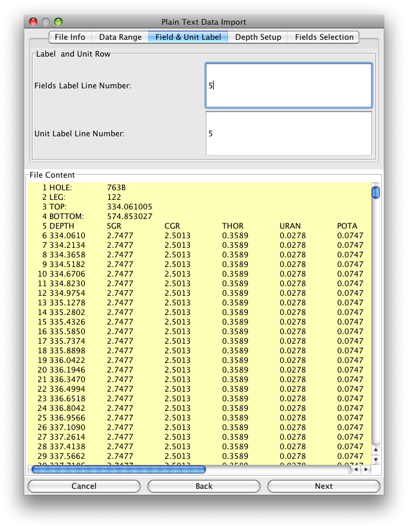 Plain Text Data Import
File Info Data Range Field & Unit Label Depth Setup Fields Selection
Label and Unit Row
Fields Label Line Number: 5
Unit Label Line Number: 5
File Content
1 HOLE: 763B
2 LEG: 122
3 TOP: 334.061005
4 BOTTOM: 574.853027
5 DEPTH SGR CGR THOR URAN POTA
6 334.0610 2.7477 2.5013 0.3589 0.0278 0.0747
7 334.2134 2.7477 2.5013 0.3589 0.0278 0.0747
8 334.3658 2.7477 2.5013 0.3589 0.0278 0.0747
9 334.5182 2.7477 2.5013 0.3589 0.0278 0.0747
10 334.6706 2.7477 2.5013 0.3589 0.0278 0.0747
11 334.8230 2.7477 2.5013 0.3589 0.0278 0.0747
12 334.9754 2.7477 2.5013 0.3589 0.0278 0.0747
13 335.1278 2.7477 2.5013 0.3589 0.0278 0.0747
14 335.2802 2.7477 2.5013 0.3589 0.0278 0.0747
15 335.4326 2.7477 2.5013 0.3589 0.0278 0.0747
16 335.5850 2.7477 2.5013 0.3589 0.0278 0.0747
17 335.7374 2.7477 2.5013 0.3589 0.0278 0.0747
18 335.8898 2.7477 2.5013 0.3589 0.0278 0.0747
19 336.0422 2.7477 2.5013 0.3589 0.0278 0.0747
20 336.1946 2.7477 2.5013 0.3589 0.0278 0.0747
21 336.3470 2.7477 2.5013 0.3589 0.0278 0.0747
22 336.4994 2.7477 2.5013 0.3589 0.0278 0.0747
23 336.6518 2.7477 2.5013 0.3589 0.0278 0.0747
24 336.8042 2.7477 2.5013 0.3589 0.0278 0.0747
25 336.9566 2.7477 2.5013 0.3589 0.0278 0.0747
26 337.1090 2.7477 2.5013 0.3589 0.0278 0.0747
27 337.2614 2.7477 2.5013 0.3589 0.0278 0.0747
28 337.4138 2.7477 2.5013 0.3589 0.0278 0.0747
29 337.5662 2.7477 2.5013 0.3589 0.0278 0.0747
Cancel Back Next